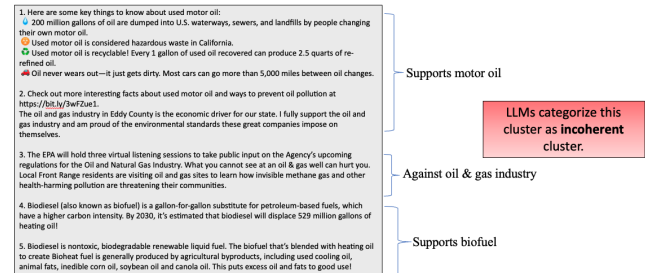 1. Here are some key things to know about used motor oil:
💧 200 million gallons of oil are dumped into U.S. waterways, sewers, and landfills by people changing
their own motor oil.
Used motor oil is considered hazardous waste in California.
♻️ Used motor oil is recyclable! Every 1 gallon of used oil recovered can produce 2.5 quarts of re-
refined oil.
🚗 Oil never wears out—it just gets dirty. Most cars can go more than 5,000 miles between oil changes.
2. Check out more interesting facts about used motor oil and ways to prevent oil pollution at
https://bit.ly/3wFZue1.
The oil and gas industry in Eddy County is the economic driver for our state. I fully support the oil and
gas industry and am proud of the environmental standards these great companies impose on
themselves.
Supports motor oil
3. The EPA will hold three virtual listening sessions to take public input on the Agency's upcoming
regulations for the Oil and Natural Gas Industry. What you cannot see at an oil & gas well can hurt you.
Local Front Range residents are visiting oil and gas sites to learn how invisible methane gas and other
health-harming pollution are threatening their communities.
Against oil & gas industry
4. Biodiesel (also known as biofuel) is a gallon-for-gallon substitute for petroleum-based fuels, which
have a higher carbon intensity. By 2030, it's estimated that biodiesel will displace 529 million gallons of
heating oil!
5. Biodiesel is nontoxic, biodegradable renewable liquid fuel. The biofuel that's blended with heating oil
to create Bioheat fuel is generally produced by agricultural byproducts, including used cooling oil,
animal fats, inedible corn oil, soybean oil and canola oil. This puts excess oil and fats to good use!
Supports biofuel
LLMs categorize this
cluster as incoherent
cluster.